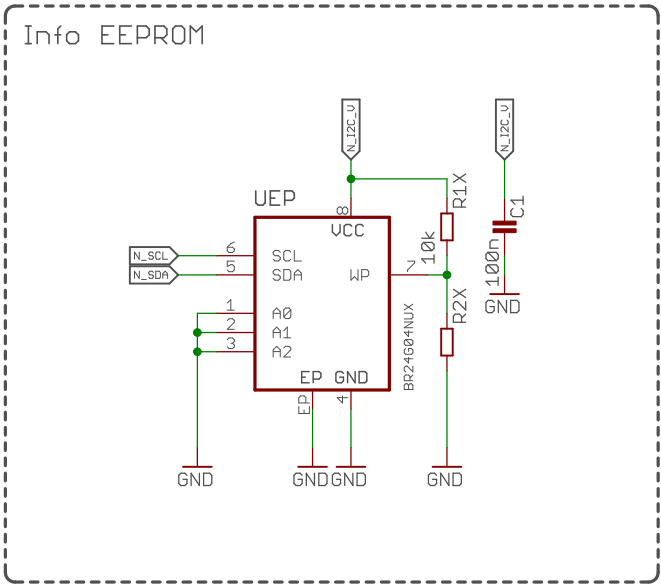 Info EEPROM
N_I2C_V
N_I2C_V
UEP
8
VCC
R1X
10k
C1
100n
GND
N_SCL
6
SCL
N_SDA
5
SDA
WP
7
1
A0
2
A1
3
A2
R2X
BR24G04NUX
EP
GND
EP
4
GND
GND
GND
GND